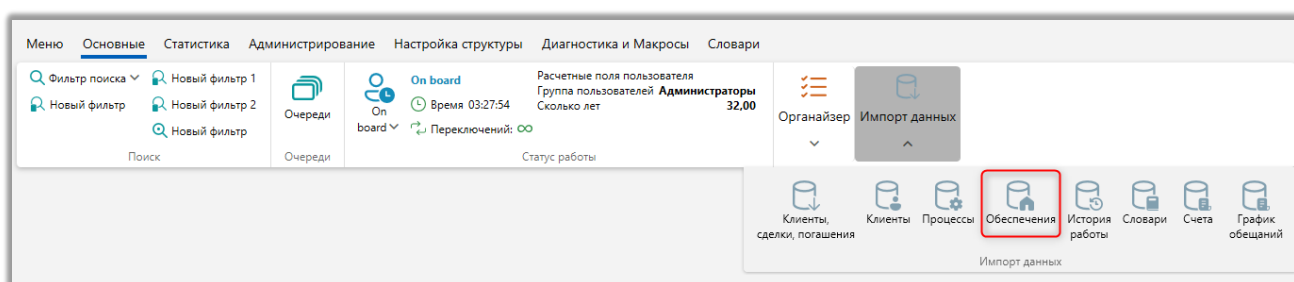 Меню Основные Статистика Администрирование Настройка структуры Диагностика и Макросы Словари
Фильтр поиска
Новый фильтр
Новый фильтр 1
Новый фильтр 2
Новый фильтр
Поиск
Очереди
Очереди
On
board
On board
Время 03:27:54
Переключений: ∞
Расчетные поля пользователя
Группа пользователей Администраторы
Сколько лет 32,00
Статус работы
Органайзер
Импорт данных
Клиенты,
сделки, погашения
Клиенты
Процессы
Обеспечения
История
работы
Словари
Счета
График
обещаний
Импорт данных